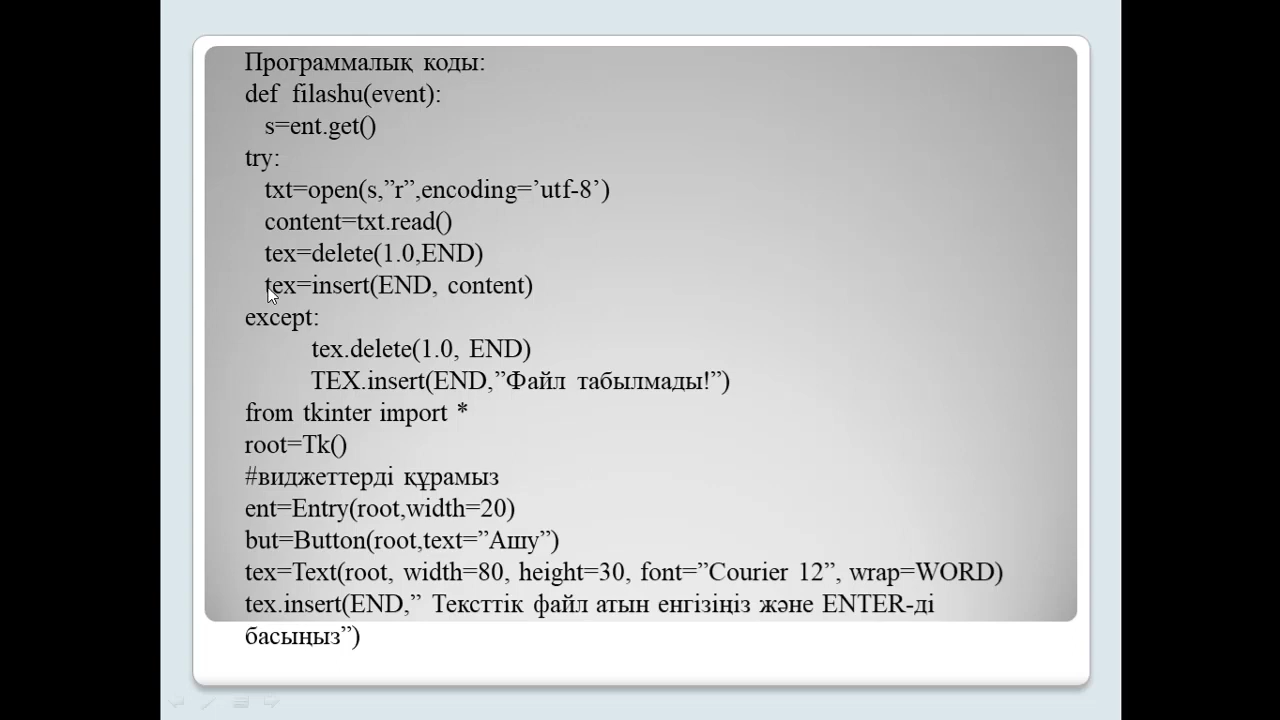 Программалық коды:
def filashu(event):
s=ent.get()
try:
txt=open(s,”r”,encoding=’utf-8’)
content=txt.read()
tex=delete(1.0,END)
tex=insert(END, content)
except:
tex.delete(1.0, END)
TEX.insert(END,”Файл табылмады!”)
from tkinter import *
root=Tk()
#виджеттерді құрамыз
ent=Entry(root,width=20)
but=Button(root,text=”Ашу”)
tex=Text(root, width=80, height=30, font=”Courier 12”, wrap=WORD)
tex.insert(END,” Тексттік файл атын енгізіңіз және ENTER-ді
басыңыз”)